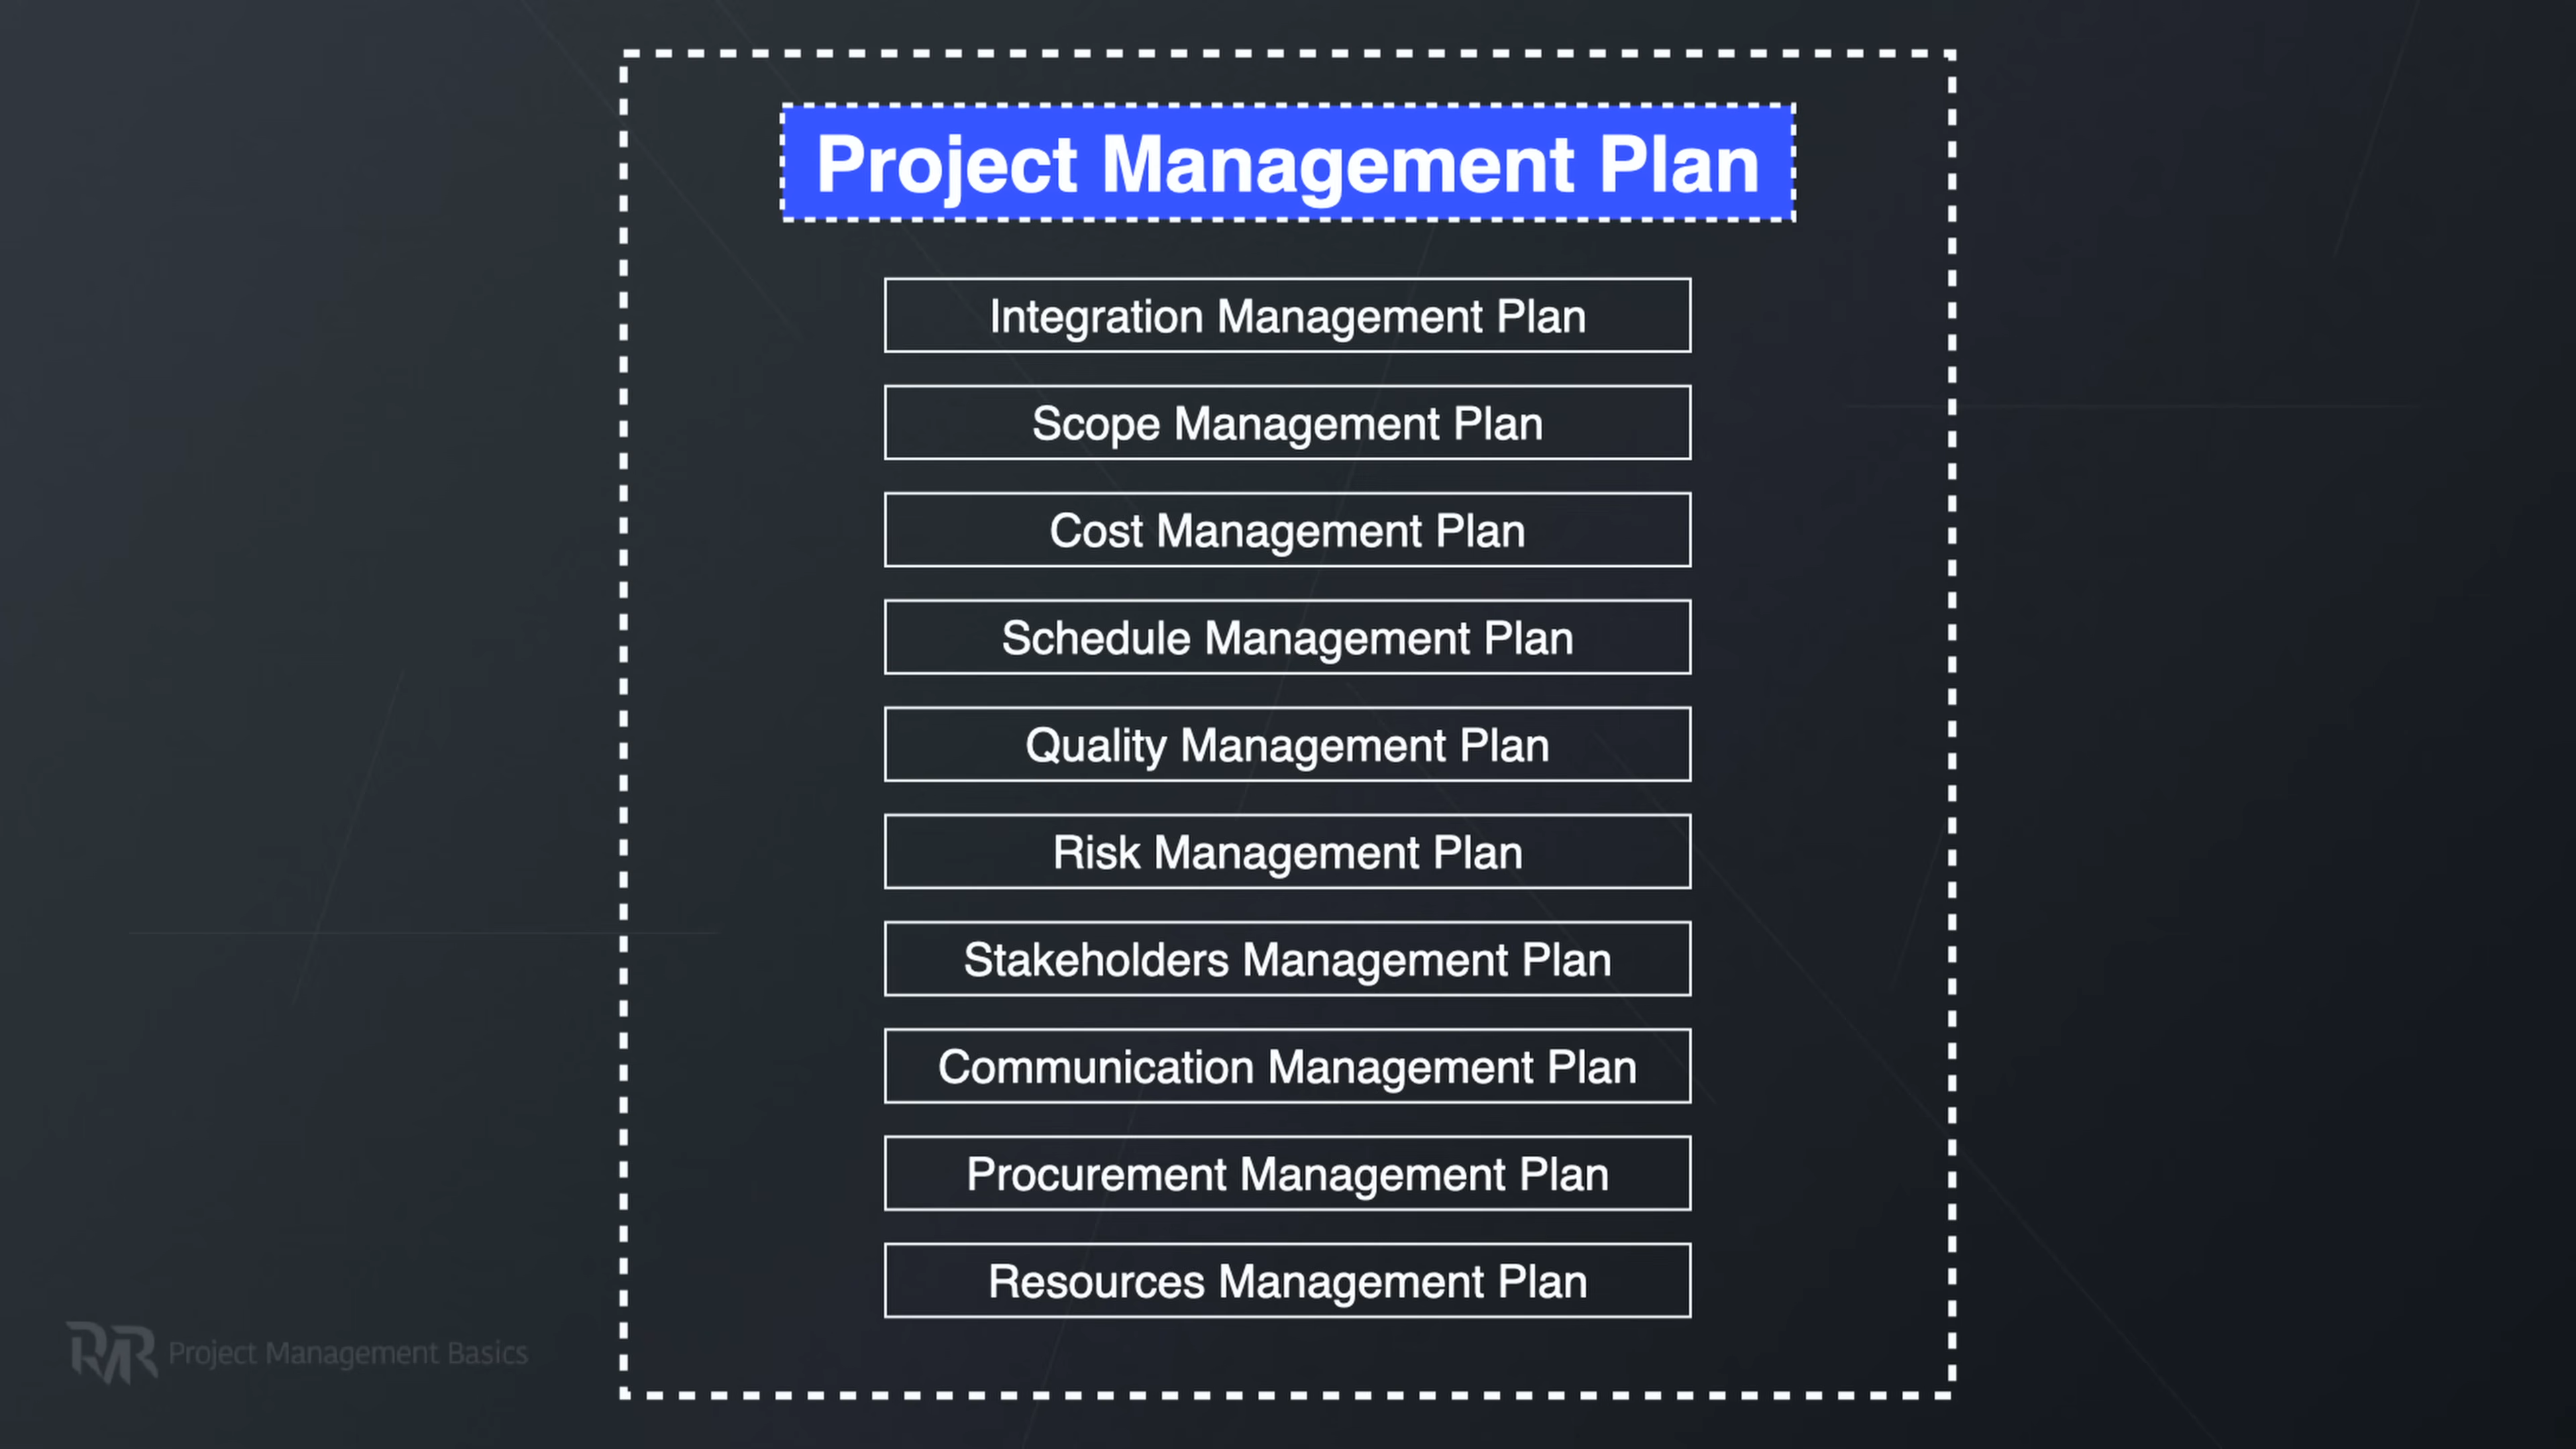 Project Management Plan
Integration Management Plan
Scope Management Plan
Cost Management Plan
Schedule Management Plan
Quality Management Plan
Risk Management Plan
Stakeholders Management Plan
Communication Management Plan
Procurement Management Plan
Resources Management Plan
PMR Project Management Basics